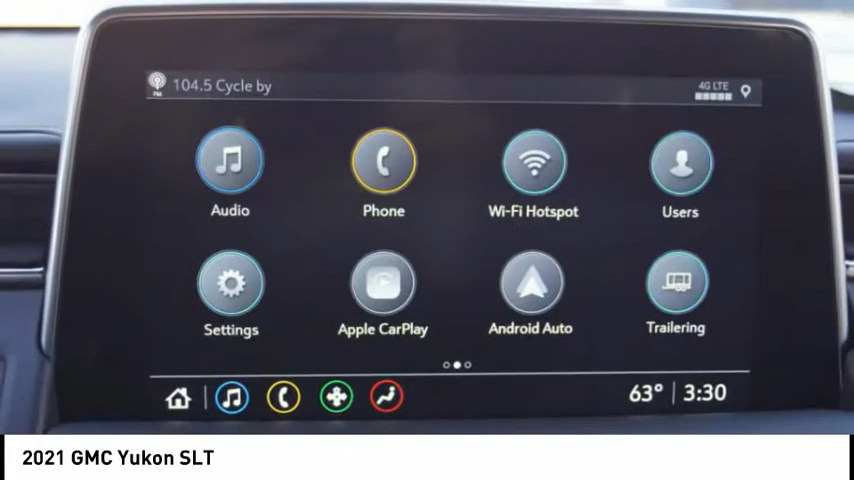 FM 104.5 Cycle by 4G LTE
Audio Phone Wi-Fi Hotspot Users
Settings Apple CarPlay Android Auto Trailering
63° 3:30
2021 GMC Yukon SLT